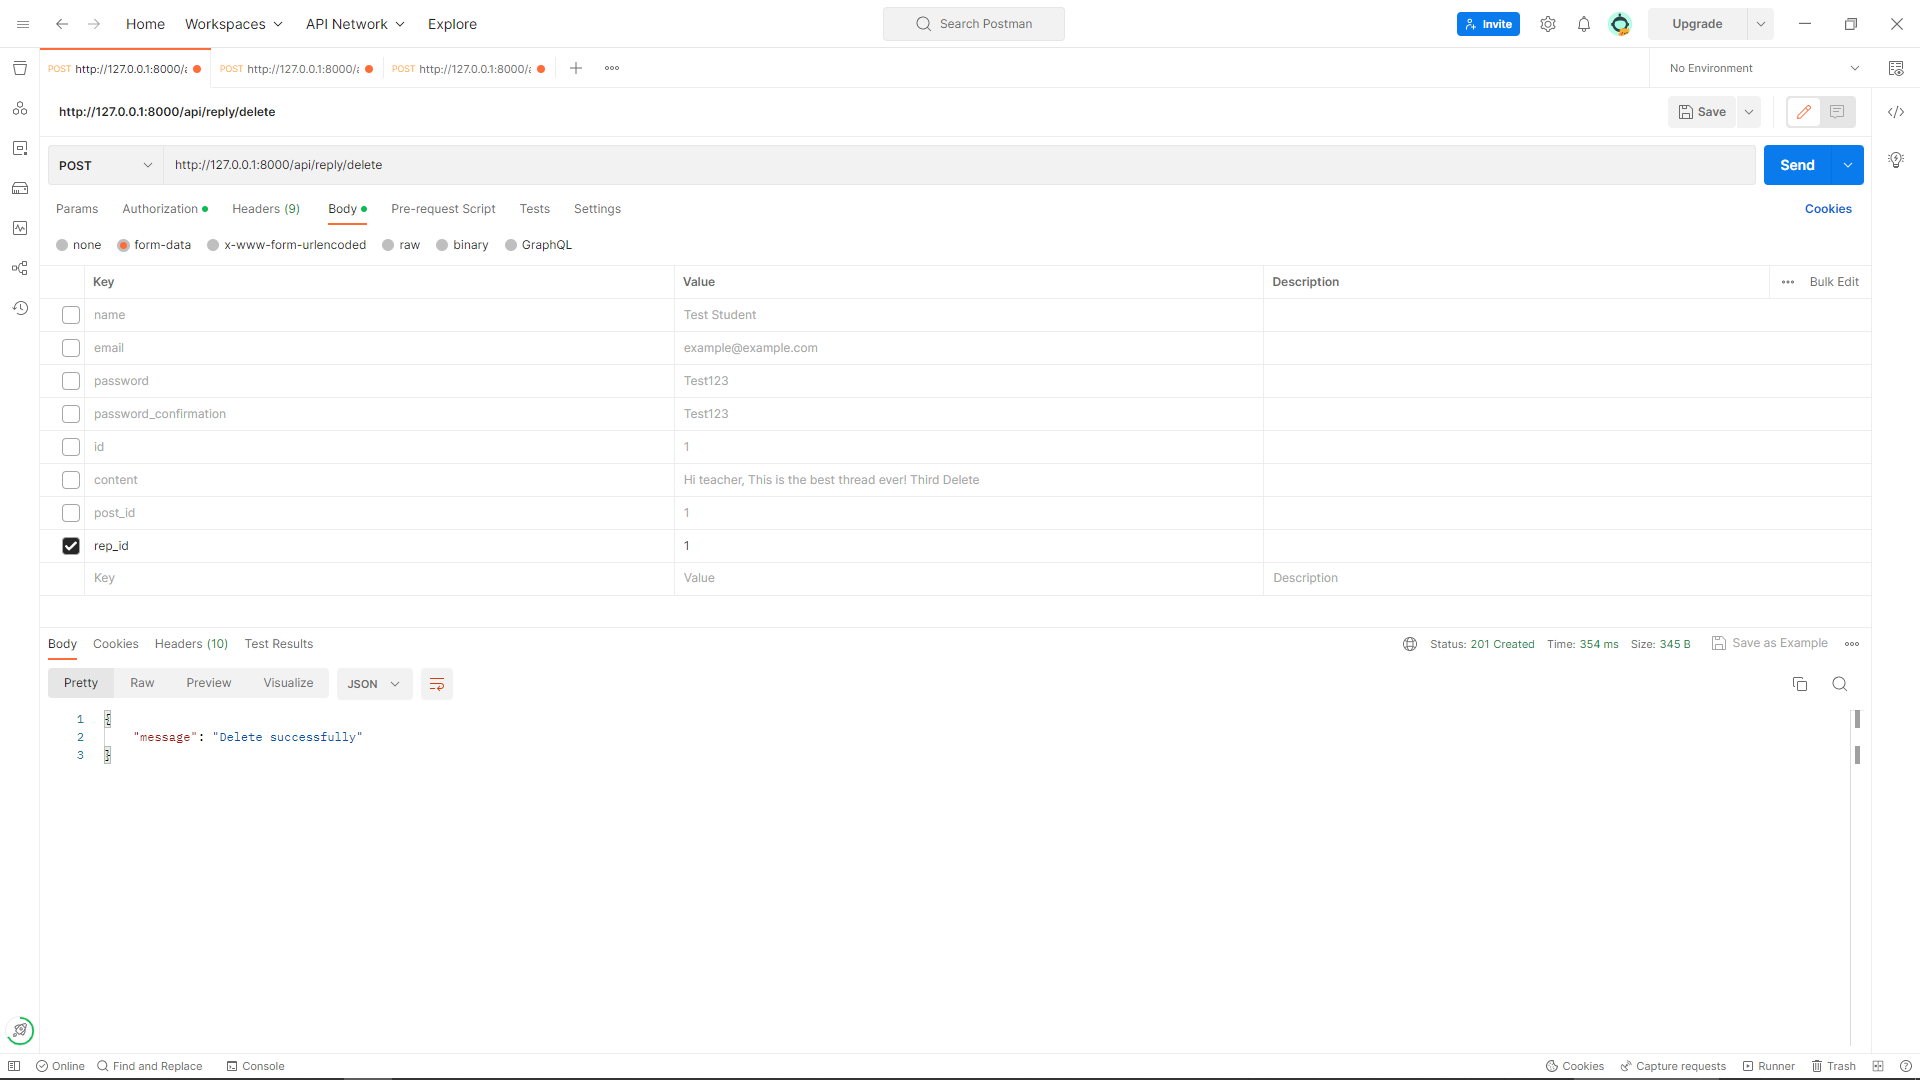 Home Workspaces API Network Explore Search Postman Invite Upgrade
POST http://127.0.0.1:8000/a POST http://127.0.0.1:8000/a POST http://127.0.0.1:8000/a No Environment
http://127.0.0.1:8000/api/reply/delete Save
POST http://127.0.0.1:8000/api/reply/delete Send
Params Authorization Headers (9) Body Pre-request Script Tests Settings Cookies
none form-data x-www-form-urlencoded raw binary GraphQL
Key Value Description Bulk Edit
name Test Student
email example@example.com
password Test123
password_confirmation Test123
id 1
content Hi teacher, This is the best thread ever! Third Delete
post_id 1
rep_id 1
Key Value Description
Body Cookies Headers (10) Test Results Status: 201 Created Time: 354 ms Size: 345 B Save as Example
Pretty Raw Preview Visualize JSON
1 {
2 "message": "Delete successfully"
3 }
Online Find and Replace Console Cookies Capture requests Runner Trash